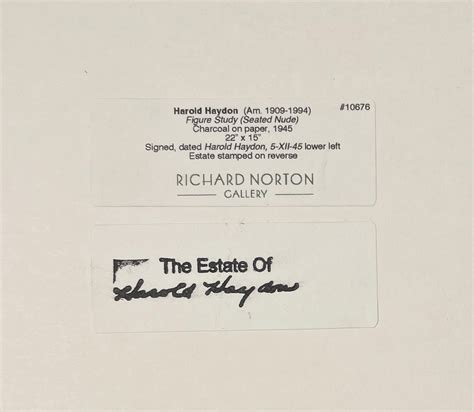 Harold Haydon (Am. 1909-1994) #10676
Figure Study (Seated Nude)
Charcoal on paper, 1945
22" x 15"
Signed, dated Harold Haydon, 5-XII-45 lower left
Estate stamped on reverse
RICHARD NORTON
GALLERY
The Estate Of
Harold Haydon